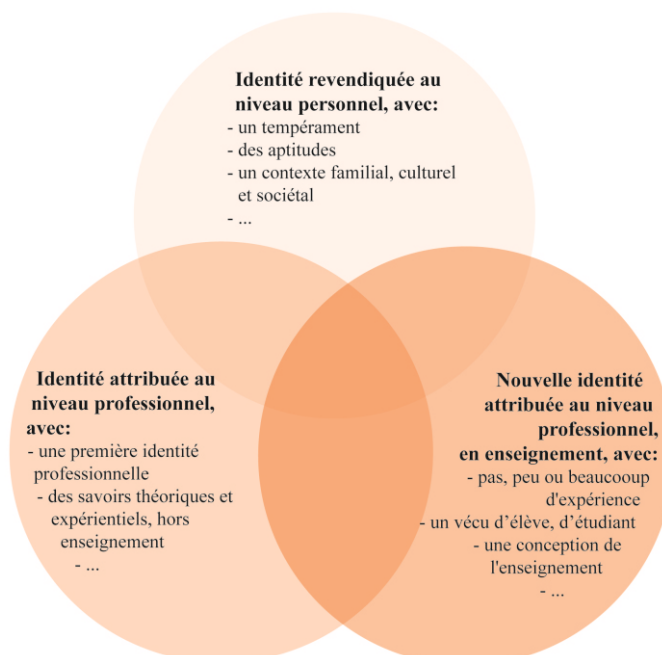 Identité revendiquée au
niveau personnel, avec:
- un tempérament
- des aptitudes
- un contexte familial, culturel
et sociétal
- ...
Identité attribuée au
niveau professionnel,
avec:
- une première identité
professionnelle
- des savoirs théoriques et
expérientiels, hors
enseignement
- ...
Nouvelle identité
attribuée au niveau
professionnel,
en enseignement, avec:
- pas, peu ou beaucooup
d'expérience
- un vécu d’élève, d’étudiant
- une conception de
l'enseignement
- ...